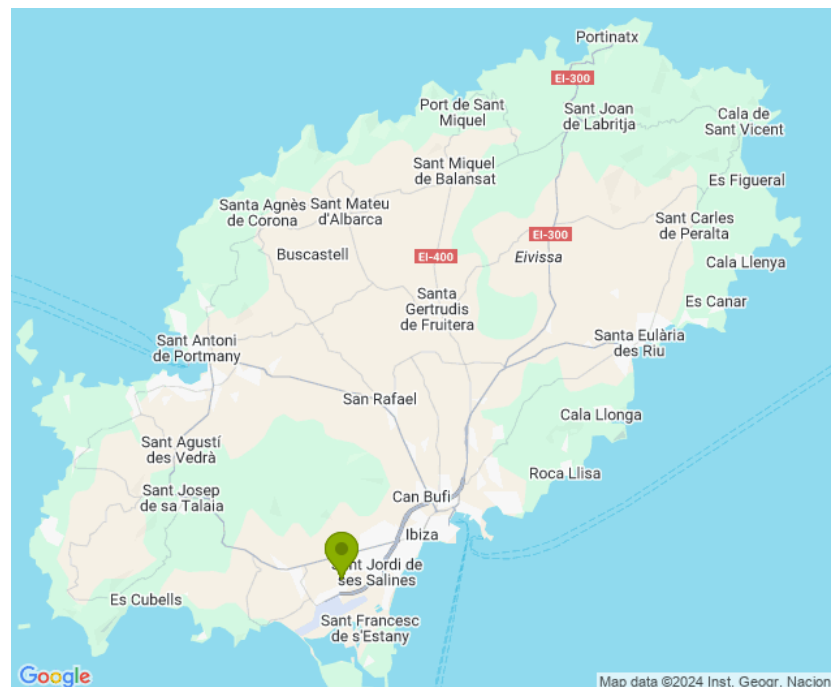 Portinatx
EI-300
Port de Sant
Miquel
Sant Joan
de Labritja
Cala de
Sant Vicent
Sant Miquel
de Balansat
Es Figueral
Santa Agnès
de Corona
Sant Mateu
d'Albarca
Sant Carles
de Peralta
EI-300
Buscastell
EI-400
Eivissa
Cala Llenya
Santa
Gertrudis
de Fruitera
Es Canar
Sant Antoni
de Portmany
Santa Eulària
des Riu
San Rafael
Cala Llonga
Sant Agustí
des Vedrà
Roca Llisa
Sant Josep
de sa Talaia
Can Bufi
Ibiza
Jordi de
ses Salines
Es Cubells
Sant Francesc
de s'Estany
Google
Map data ©2024 Inst. Geogr. Nacion